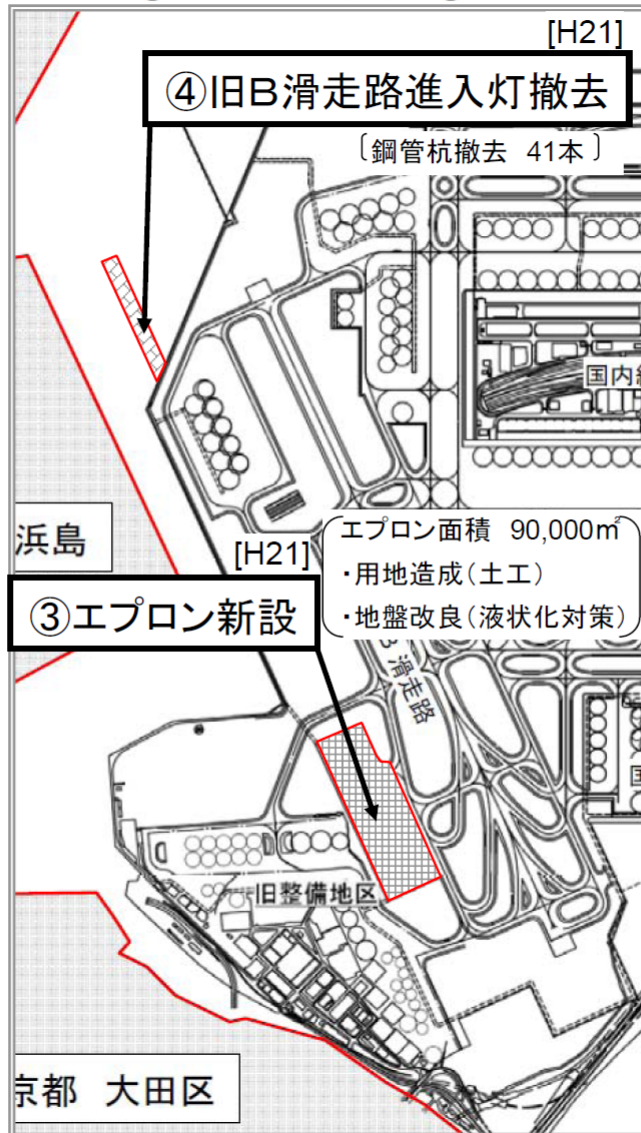 [H21]
④旧B滑走路進入灯撤去
〔鋼管杭撤去 41本〕
国内
浜島
[H21]
エプロン面積 90,000㎡
・用地造成(土工)
・地盤改良(液状化対策)
③エプロン新設
滑走路
旧整備地区
京都 大田区